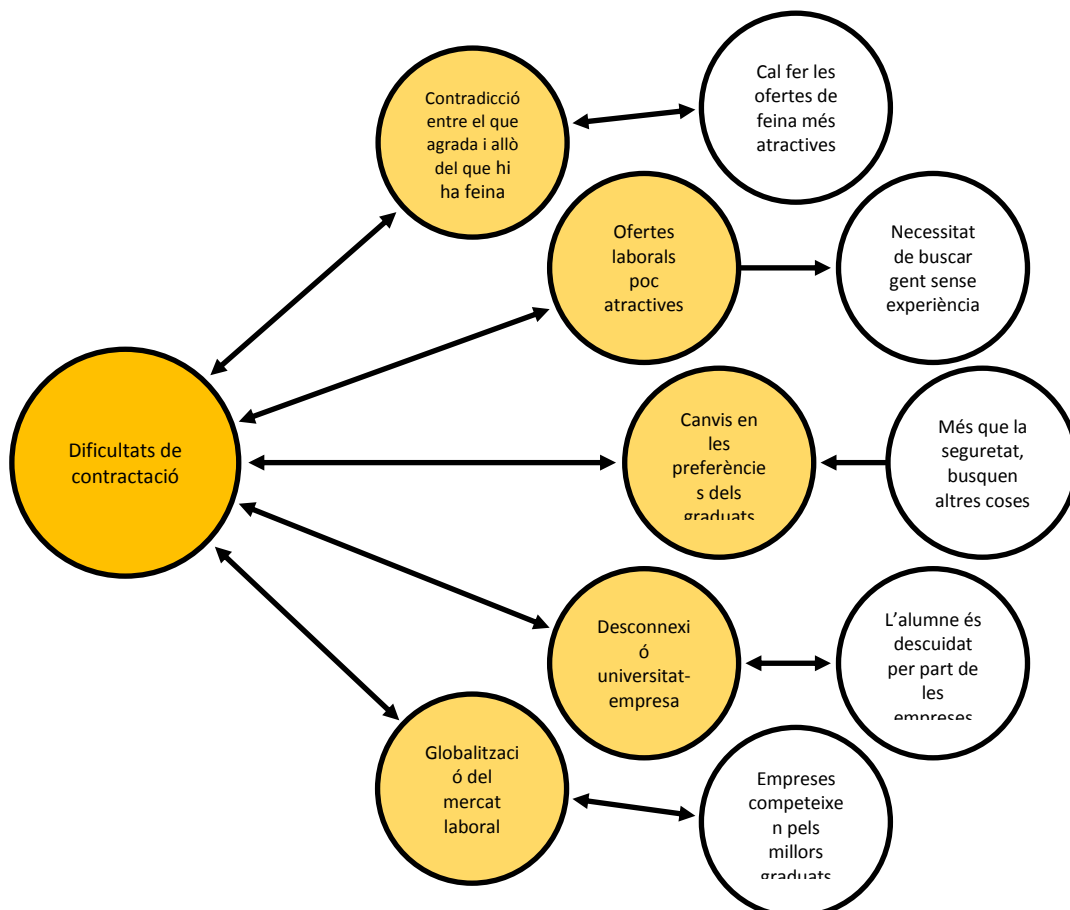 Dificultats de
contractació
Contradicció
entre el que
agrada i allò
del que hi
ha feina
Cal fer les
ofertes de
feina més
atractives
Ofertes
laborals
poc
atractives
Necessitat
de buscar
gent sense
experiència
Canvis en
les
preferèncie
s dels
graduats
Més que la
seguretat,
busquen
altres coses
Desconnexi
ó
universitat-
empresa
L’alumne és
descuidat
per part de
les
empreses
Globalitzaci
ó del
mercat
laboral
Empreses
competeixe
n pels
millors
graduats